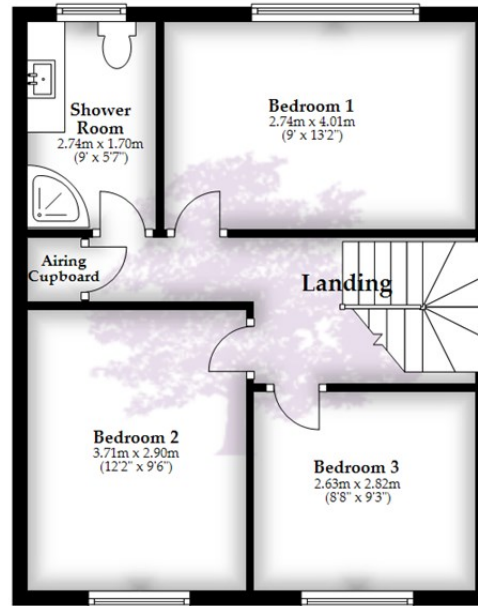 Shower
Room
2.74m x 1.70m
(9' x 5'7")
Bedroom 1
2.74m x 4.01m
(9' x 13'2")
Airing
Cupboard
Landing
Bedroom 2
3.71m x 2.90m
(12'2" x 9'6")
Bedroom 3
2.63m x 2.82m
(8'8" x 9'3")